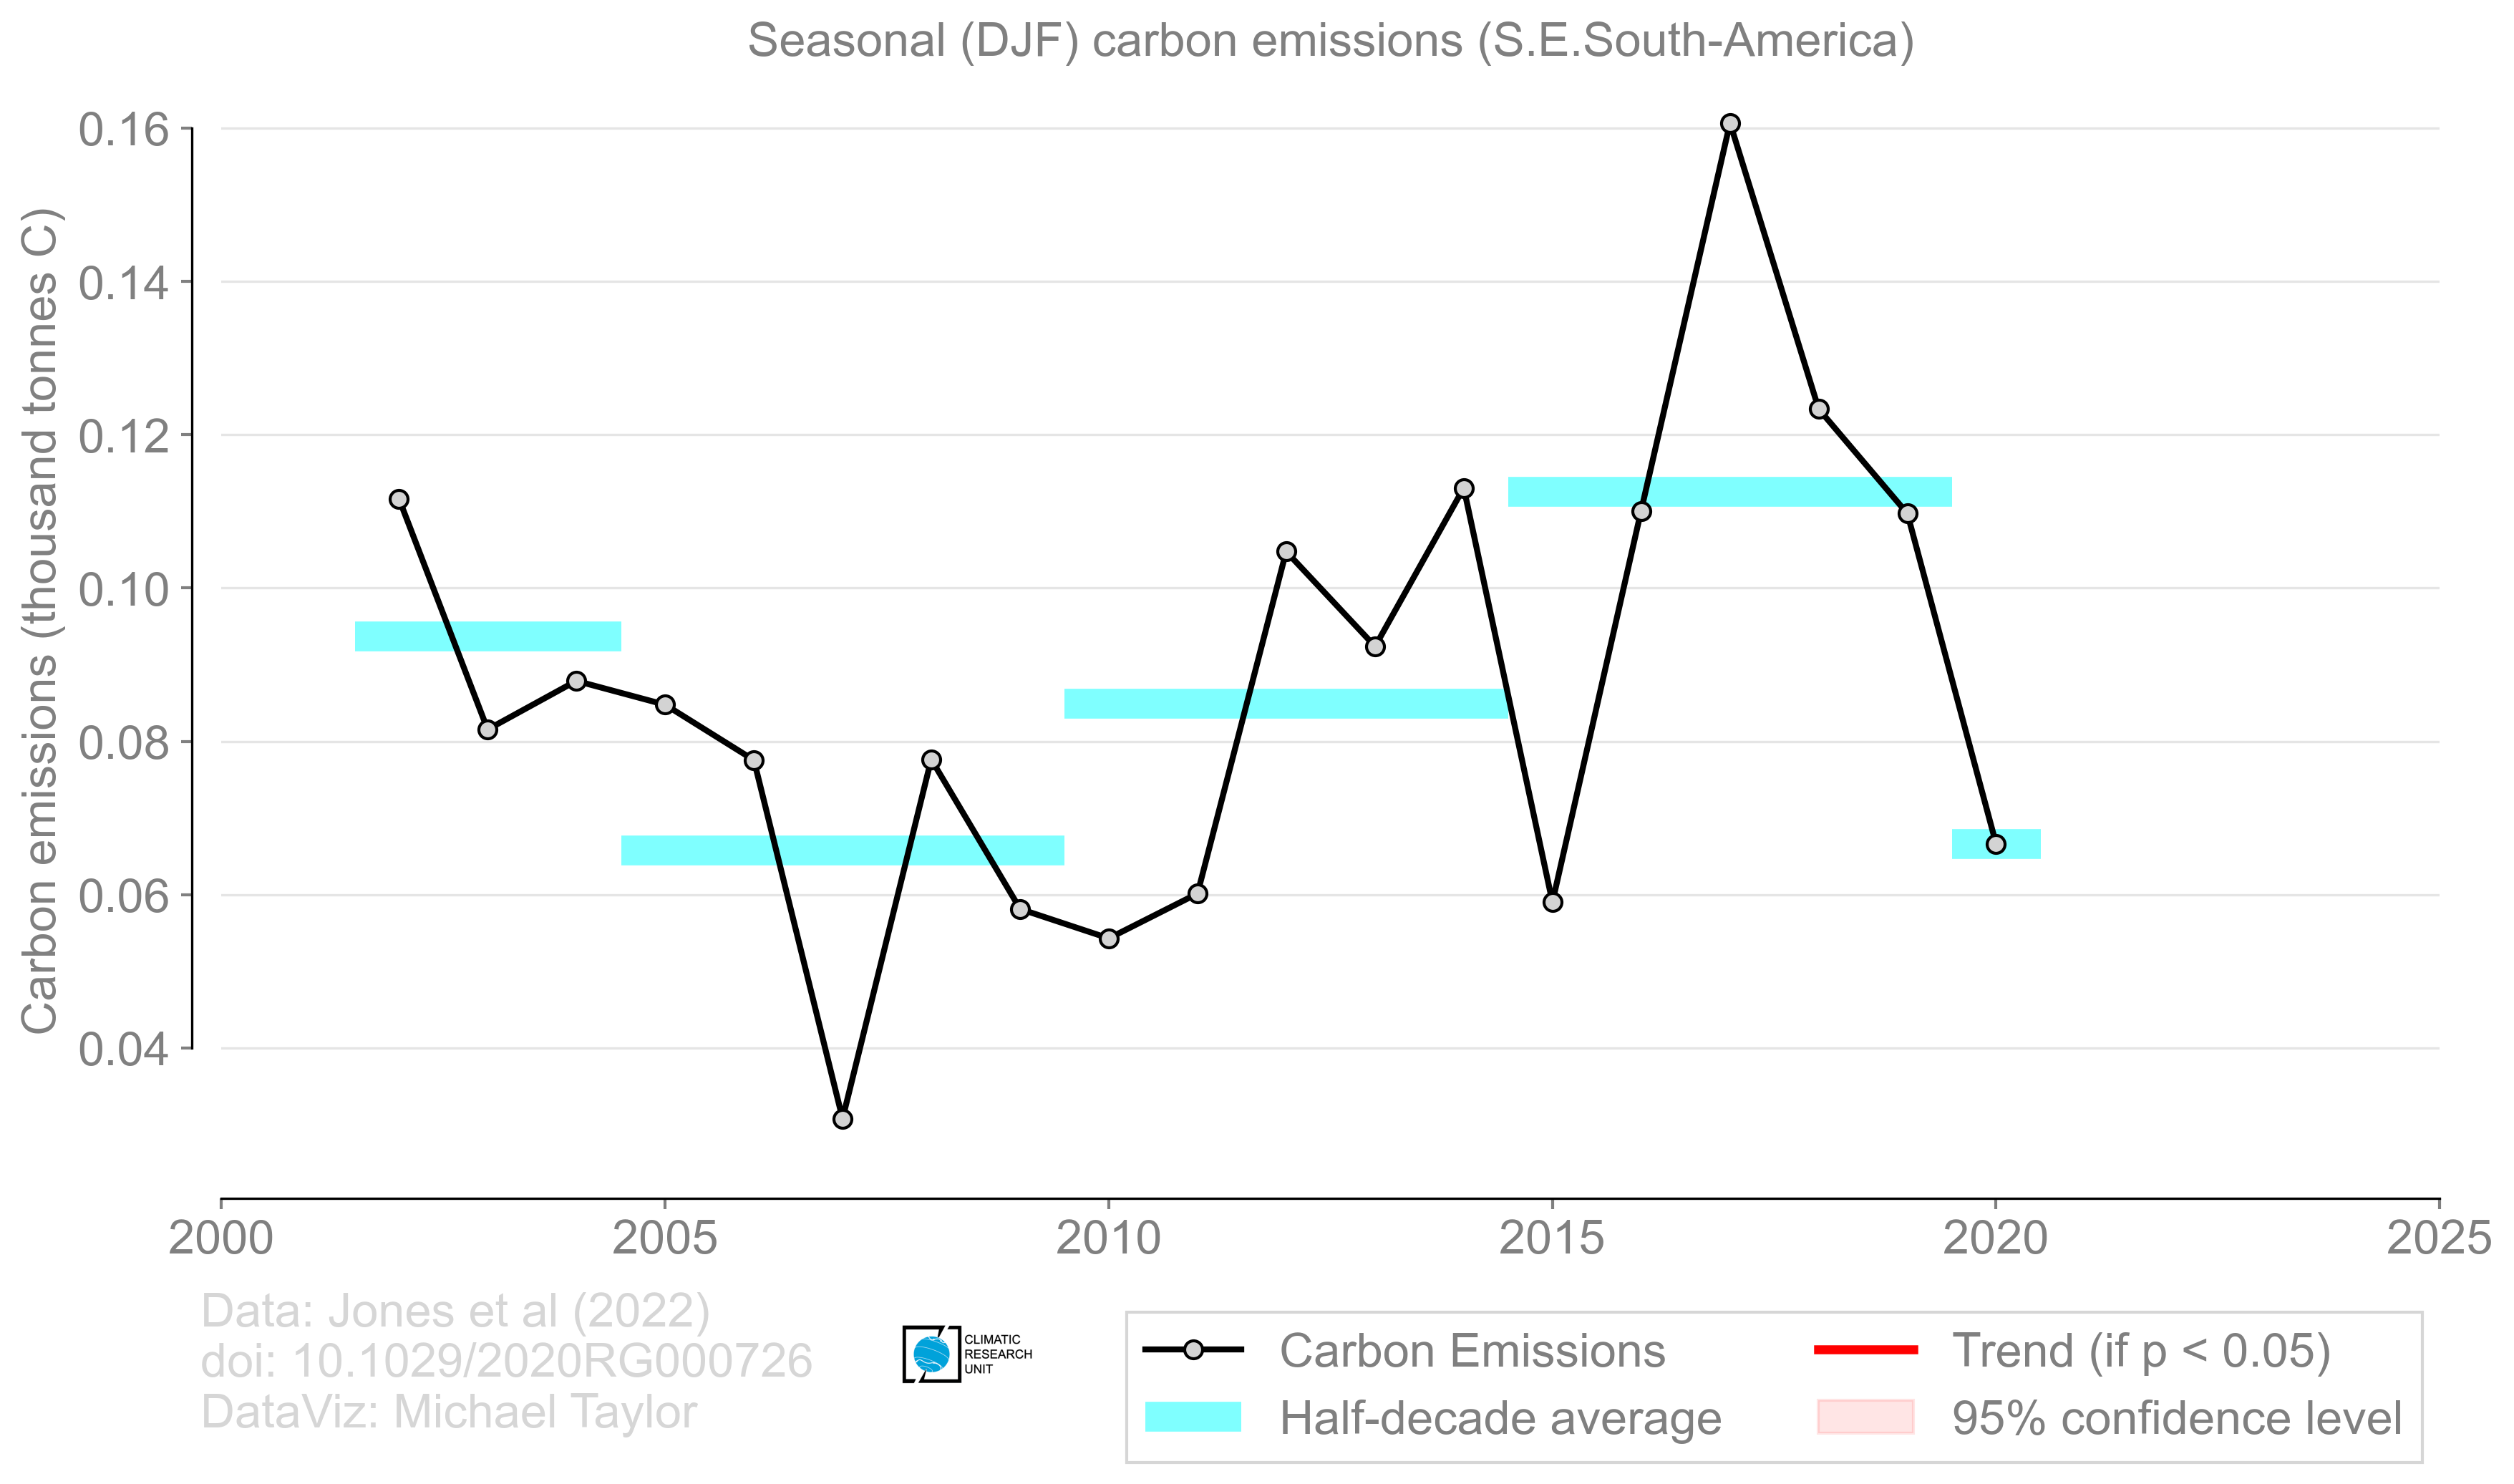 Seasonal (DJF) carbon emissions (S.E.South-America)
Carbon emissions (thousand tonnes C)
0.16
0.14
0.12
0.10
0.08
0.06
0.04
2000 2005 2010 2015 2020 2025
Data: Jones et al (2022)
doi: 10.1029/2020RG000726
DataViz: Michael Taylor
CLIMATIC
RESEARCH
UNIT
Carbon Emissions
Half-decade average
Trend (if p < 0.05)
95% confidence level